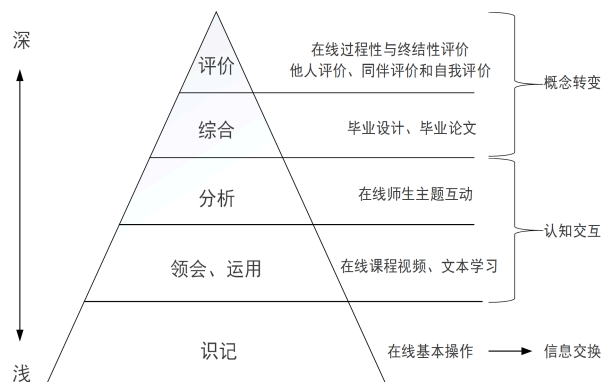 深
评价
在线过程性与终结性评价
他人评价、同伴评价和自我评价
概念转变
综合
毕业设计、毕业论文
分析
在线师生主题互动
认知交互
领会、运用
在线课程视频、文本学习
识记
在线基本操作
信息交换
浅